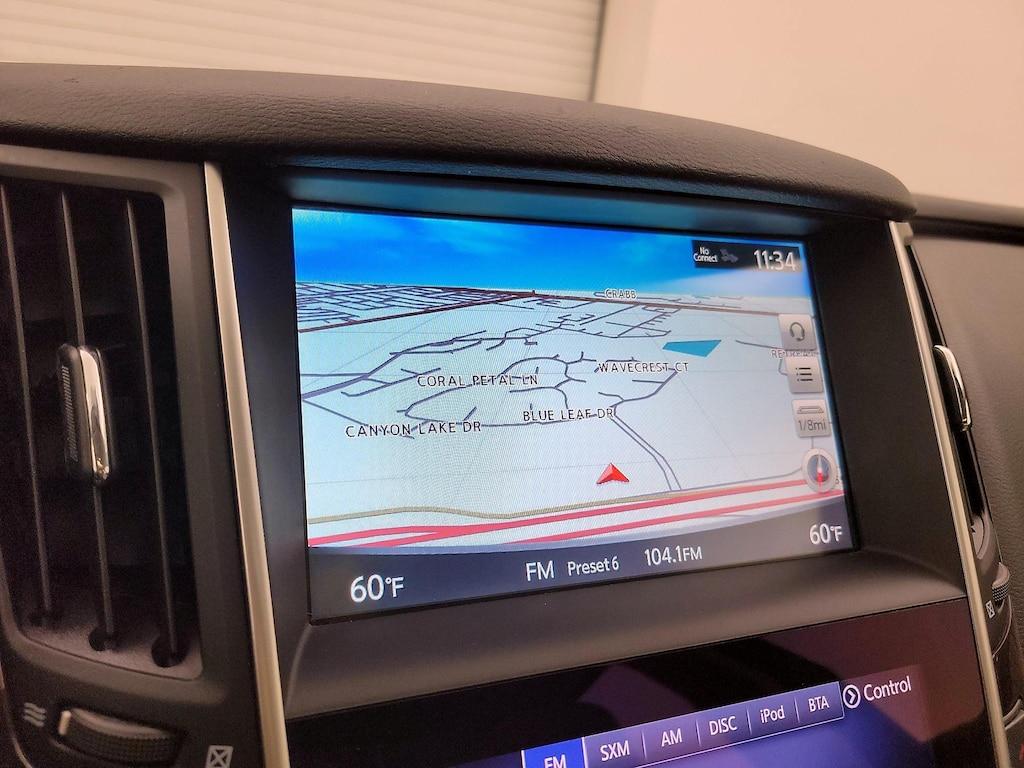 No
Connect
11:34
CRABB
WAVECREST CT
CORAL PETAL LN
BLUE LEAF DR
CANYON LAKE DR
1/8mi
60°F
FM Preset 6 104.1FM
60°F
FM SXM AM DISC iPod BTA
Control